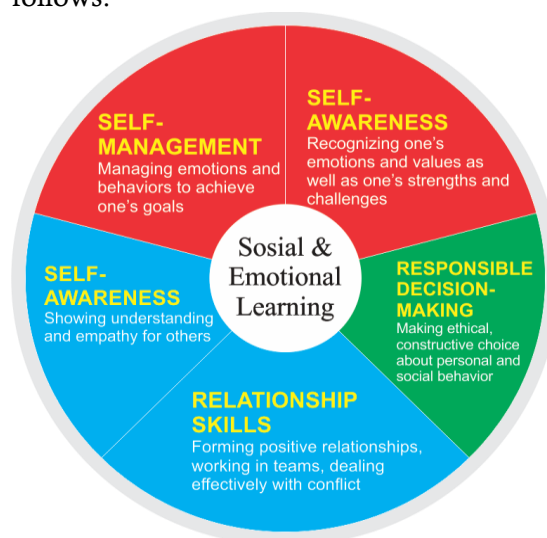 follows:
SELF-
MANAGEMENT
Managing emotions and
behaviors to achieve
one's goals
SELF-
AWARENESS
Recognizing one's
emotions and values as
well as one's strengths and
challenges
Sosial &
Emotional
Learning
SELF-
AWARENESS
Showing understanding
and empathy for others
RESPONSIBLE
DECISION-
MAKING
Making ethical,
constructive choice
about personal and
social behavior
RELATIONSHIP
SKILLS
Forming positive relationships,
working in teams, dealing
effectively with conflict